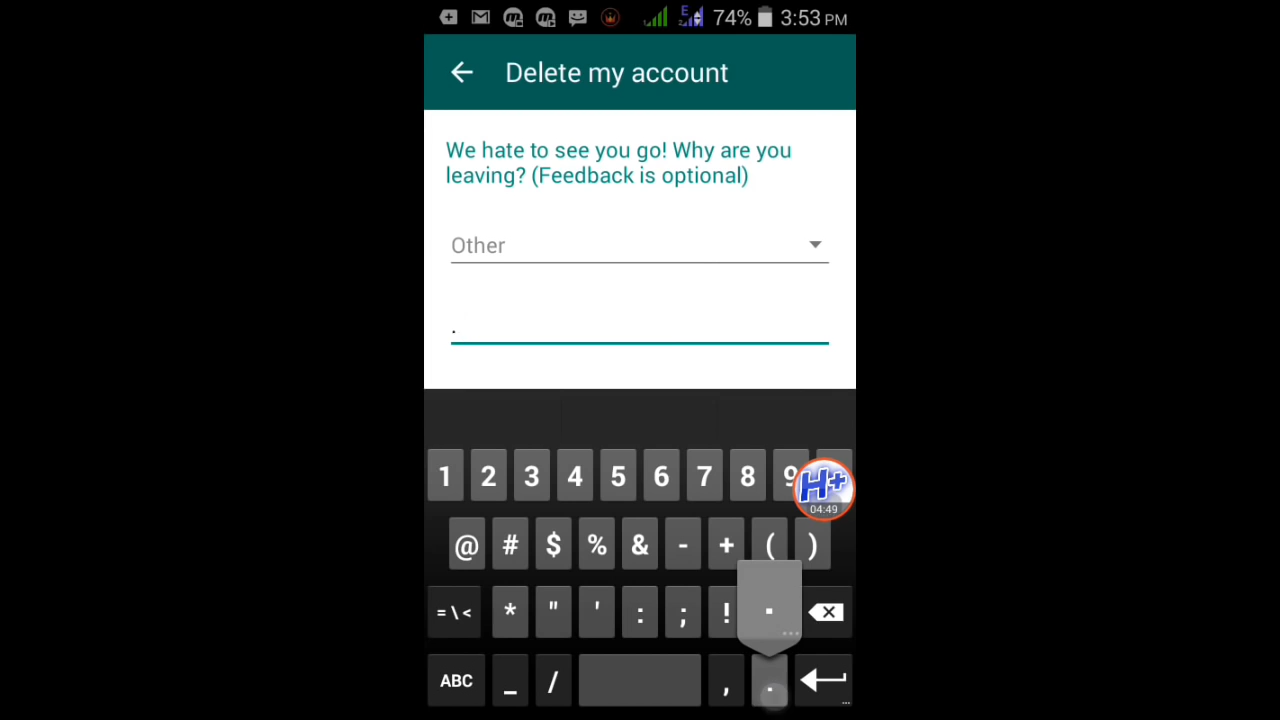 E 74% 3:53 PM
Delete my account
We hate to see you go! Why are you
leaving? (Feedback is optional)
Other
.
1 2 3 4 5 6 7 8 9
H+
04:49
@ # $ % & - + ( )
= \ < * " ' : ; ! .
ABC _ / , .